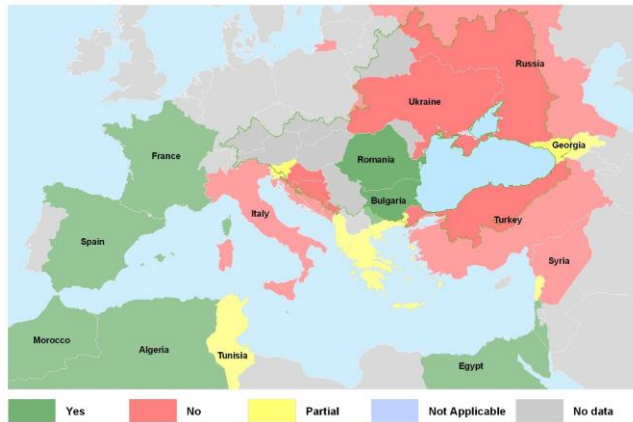 Russia
Ukraine
Georgia
France
Romania
Bulgaria
Italy
Turkey
Spain
Syria
Morocco
Algeria
Tunisia
Egypt
Yes
No
Partial
Not Applicable
No data